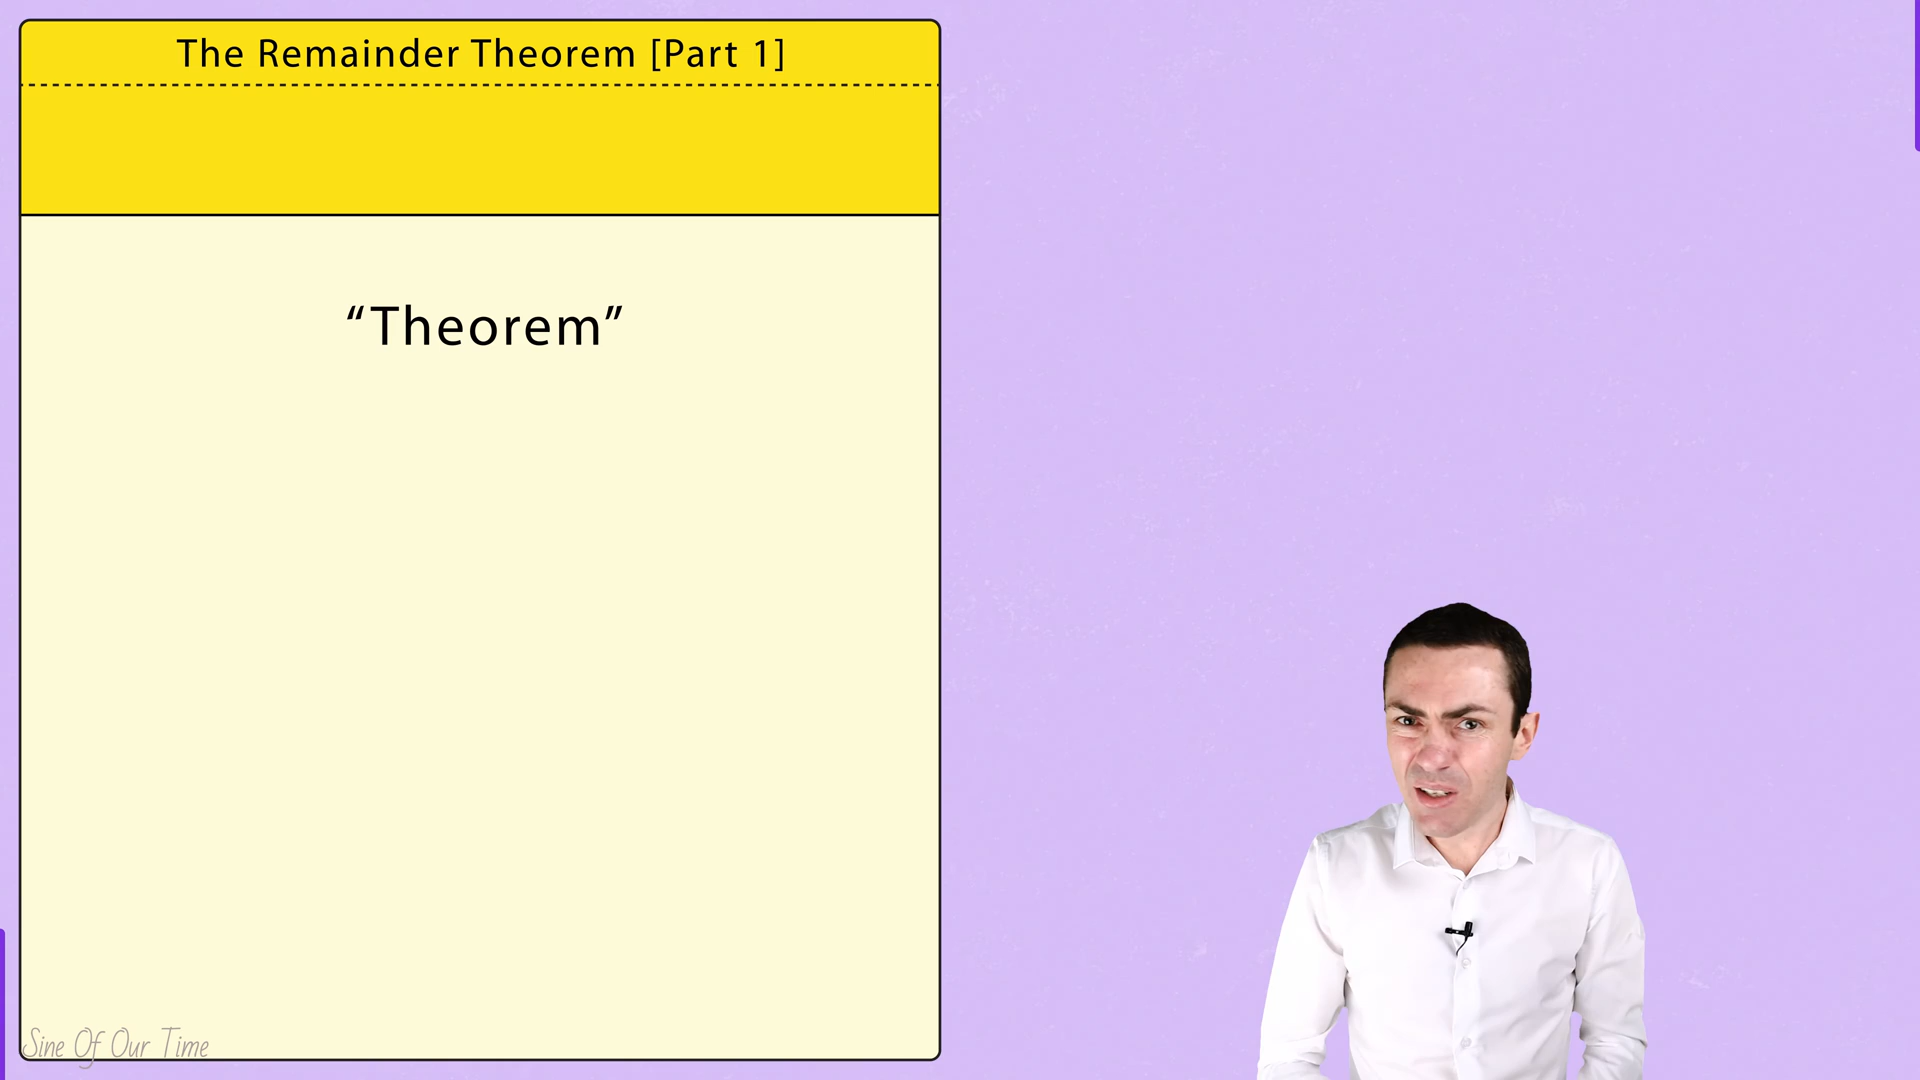 The Remainder Theorem [Part 1]
“Theorem”
Sine Of Our Time